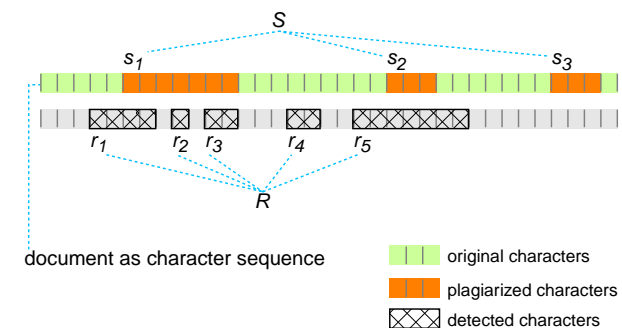 S
s1 s2 s3
r1 r2 r3 r4 r5
R
document as character sequence
original characters
plagiarized characters
detected characters